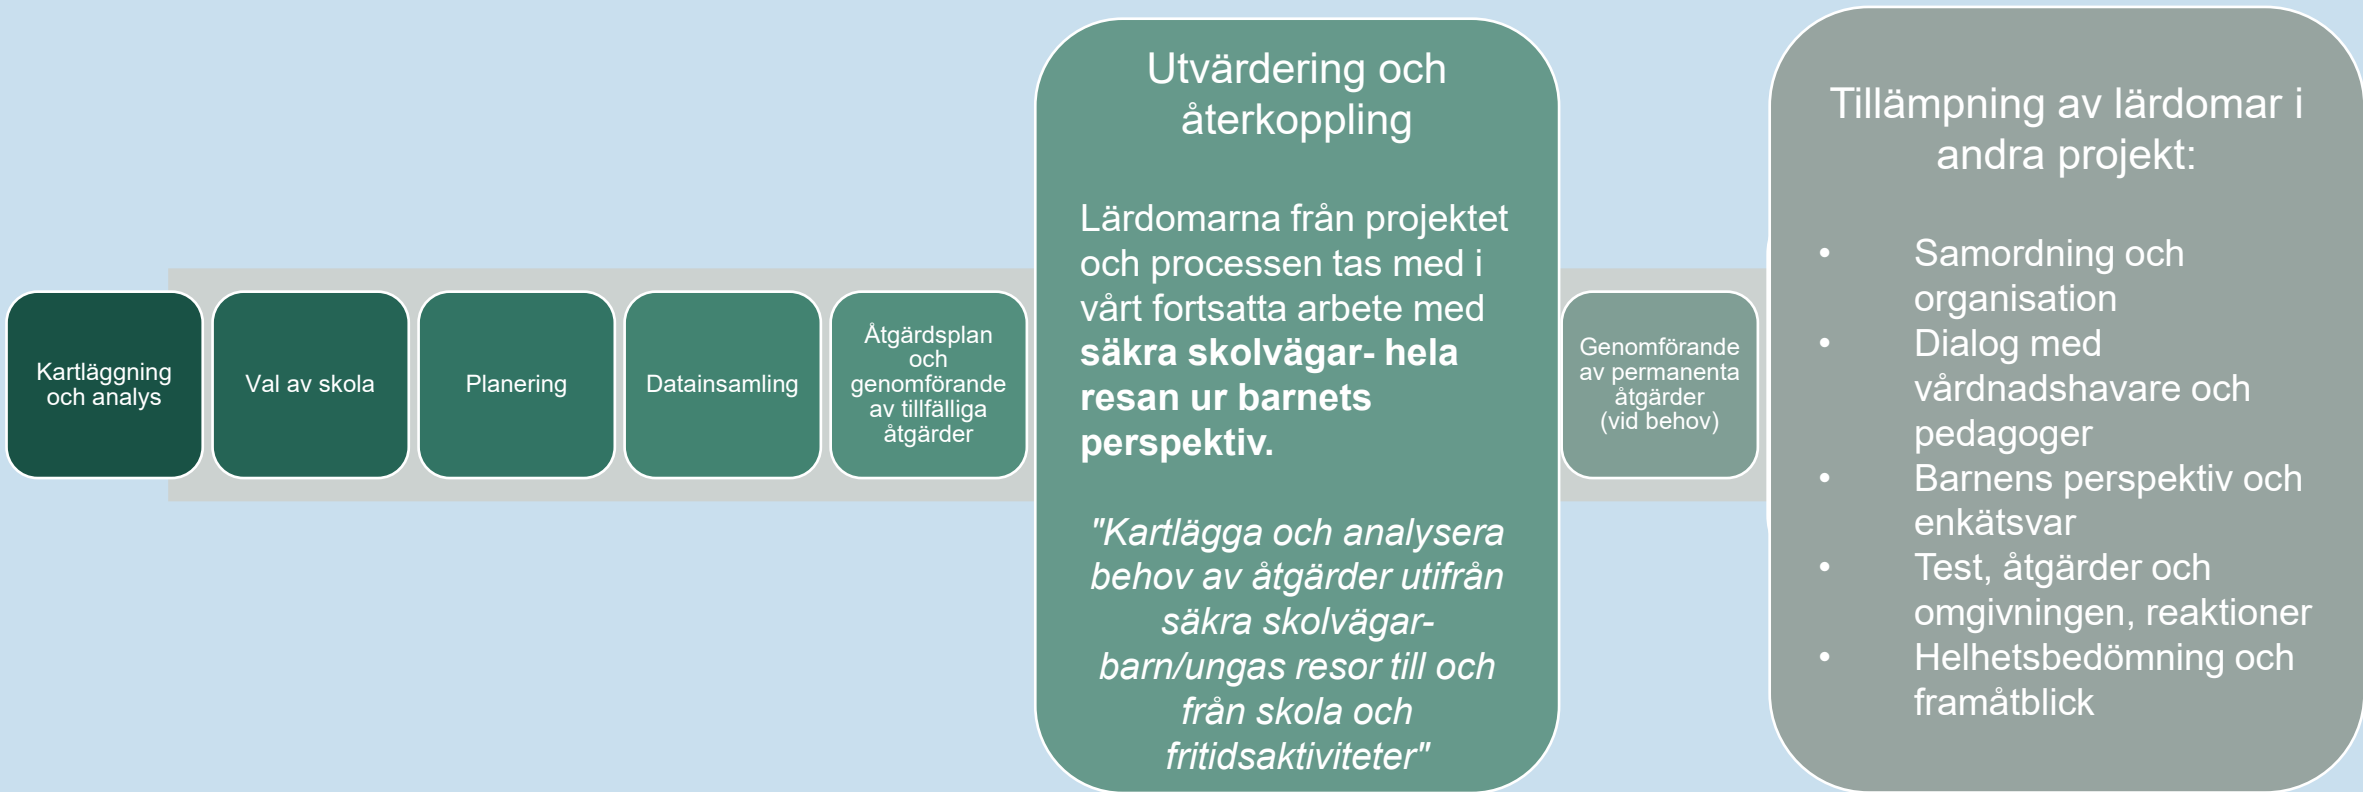 Kartläggning
och analys
Val av skola
Planering
Datainsamling
Åtgärdsplan
och
genomförande
av tillfälliga
åtgärder
Utvärdering och
återkoppling
Lärdomarna från projektet
och processen tas med i
vårt fortsatta arbete med
säkra skolvägar- hela
resan ur barnets
perspektiv.
"Kartlägga och analysera
behov av åtgärder utifrån
säkra skolvägar-
barn/ungas resor till och
från skola och
fritidsaktiviteter"
Genomförande
av permanenta
åtgärder
(vid behov)
Tillämpning av lärdomar i
andra projekt:
• Samordning och
organisation
• Dialog med
vårdnadshavare och
pedagoger
• Barnens perspektiv och
enkätsvar
• Test, åtgärder och
omgivningen, reaktioner
• Helhetsbedömning och
framåtblick